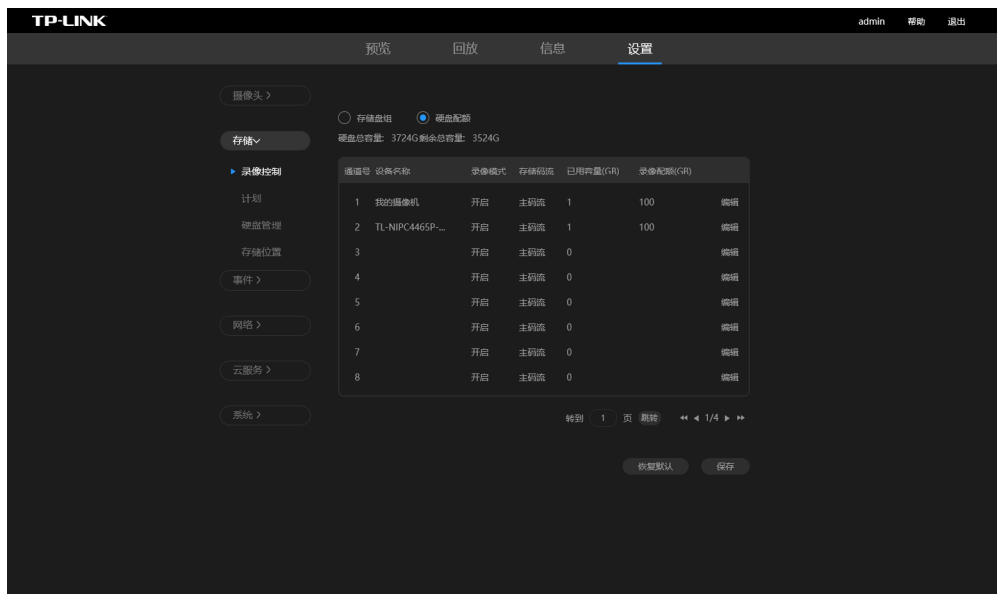 TP-LINK admin 帮助 退出
预览 回放 信息 设置
摄像头 >
存储盘组 硬盘配额
硬盘总容量: 3724G 剩余总容量: 3524G
存储
录像控制
计划
硬盘管理
存储位置
事件 >
网络 >
云服务 >
系统 >
通道号 设备名称 录像模式 存储码流 已用容量(GB) 录像配额(GB)
1 我的摄像机 开启 主码流 1 100 编辑
2 TL-NIPC4465P-... 开启 主码流 1 100 编辑
3 开启 主码流 0 编辑
4 开启 主码流 0 编辑
5 开启 主码流 0 编辑
6 开启 主码流 0 编辑
7 开启 主码流 0 编辑
8 开启 主码流 0 编辑
转到 1 页 跳转 1/4
恢复默认 保存